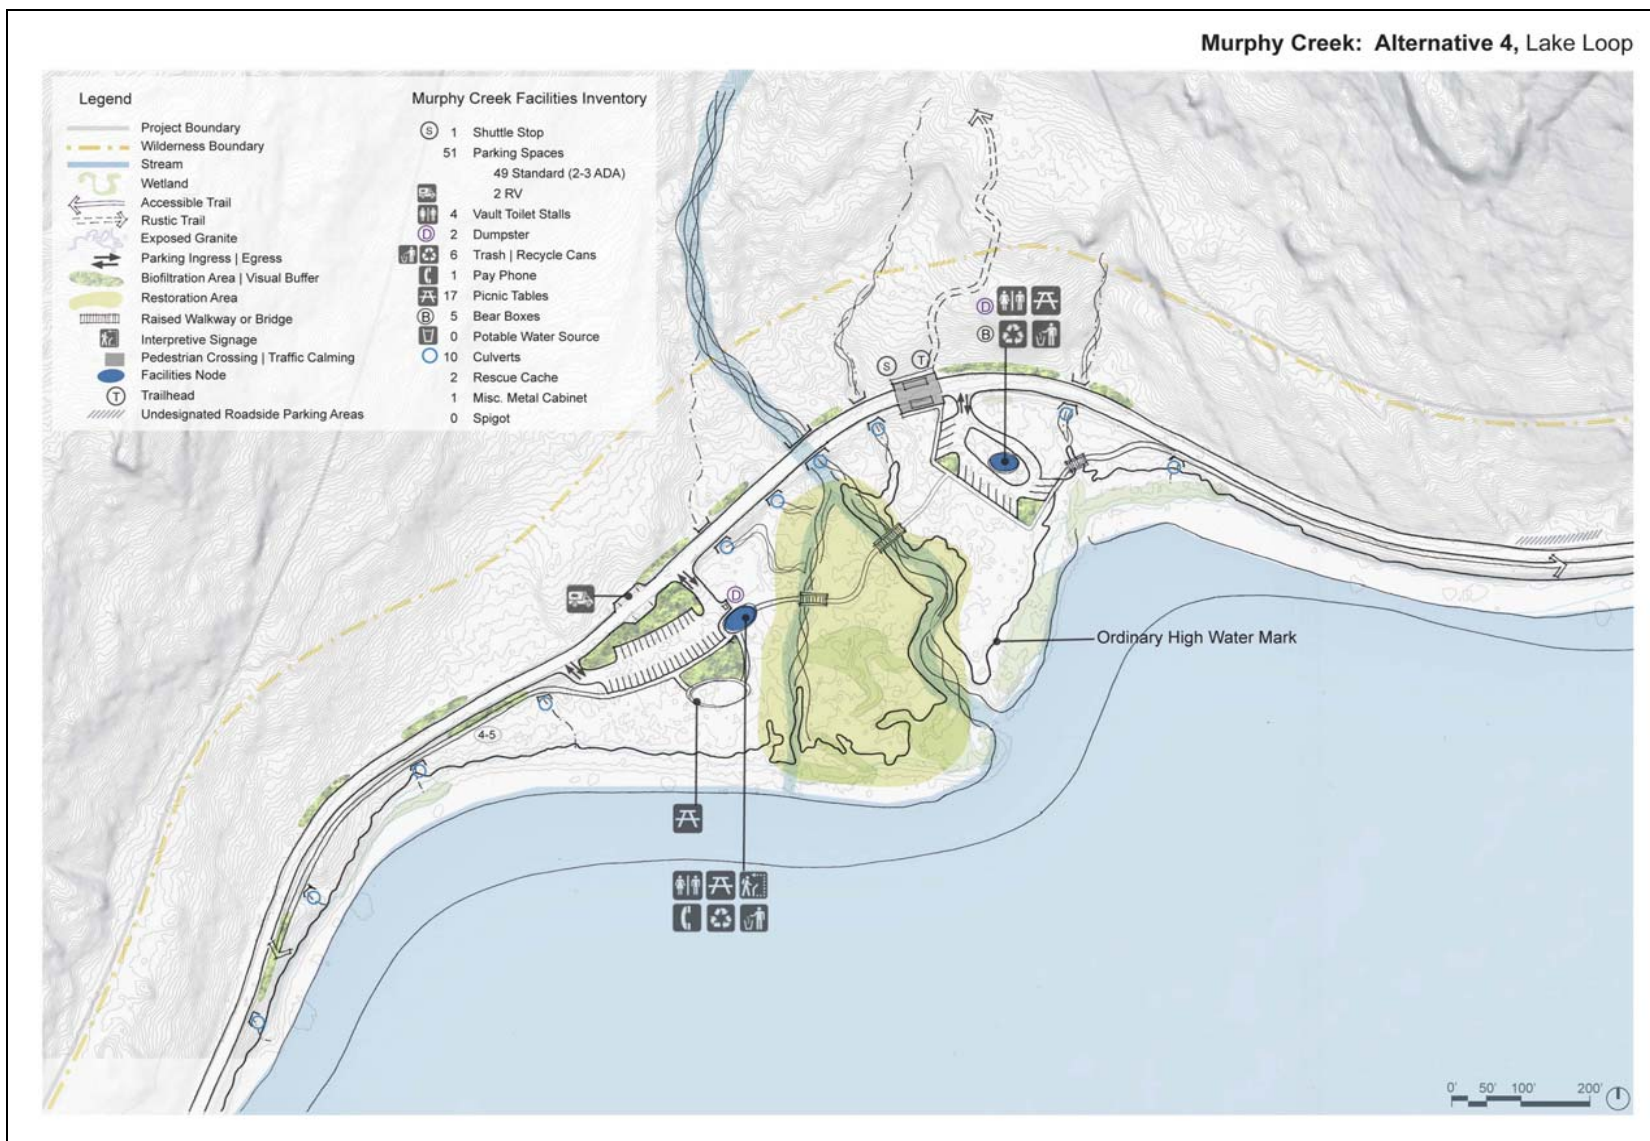 Murphy Creek: Alternative 4, Lake Loop
Legend
Project Boundary
Wilderness Boundary
Stream
Wetland
Accessible Trail
Rustic Trail
Exposed Granite
Parking Ingress | Egress
Biofiltration Area | Visual Buffer
Restoration Area
Raised Walkway or Bridge
Interpretive Signage
Pedestrian Crossing | Traffic Calming
Facilities Node
T Trailhead
Undesignated Roadside Parking Areas
Murphy Creek Facilities Inventory
S 1 Shuttle Stop
51 Parking Spaces
49 Standard (2-3 ADA)
2 RV
4 Vault Toilet Stalls
D 2 Dumpster
6 Trash | Recycle Cans
1 Pay Phone
17 Picnic Tables
B 5 Bear Boxes
0 Potable Water Source
10 Culverts
2 Rescue Cache
1 Misc. Metal Cabinet
0 Spigot
D
B
S
T
D
Ordinary High Water Mark
4-5
0' 50' 100' 200'